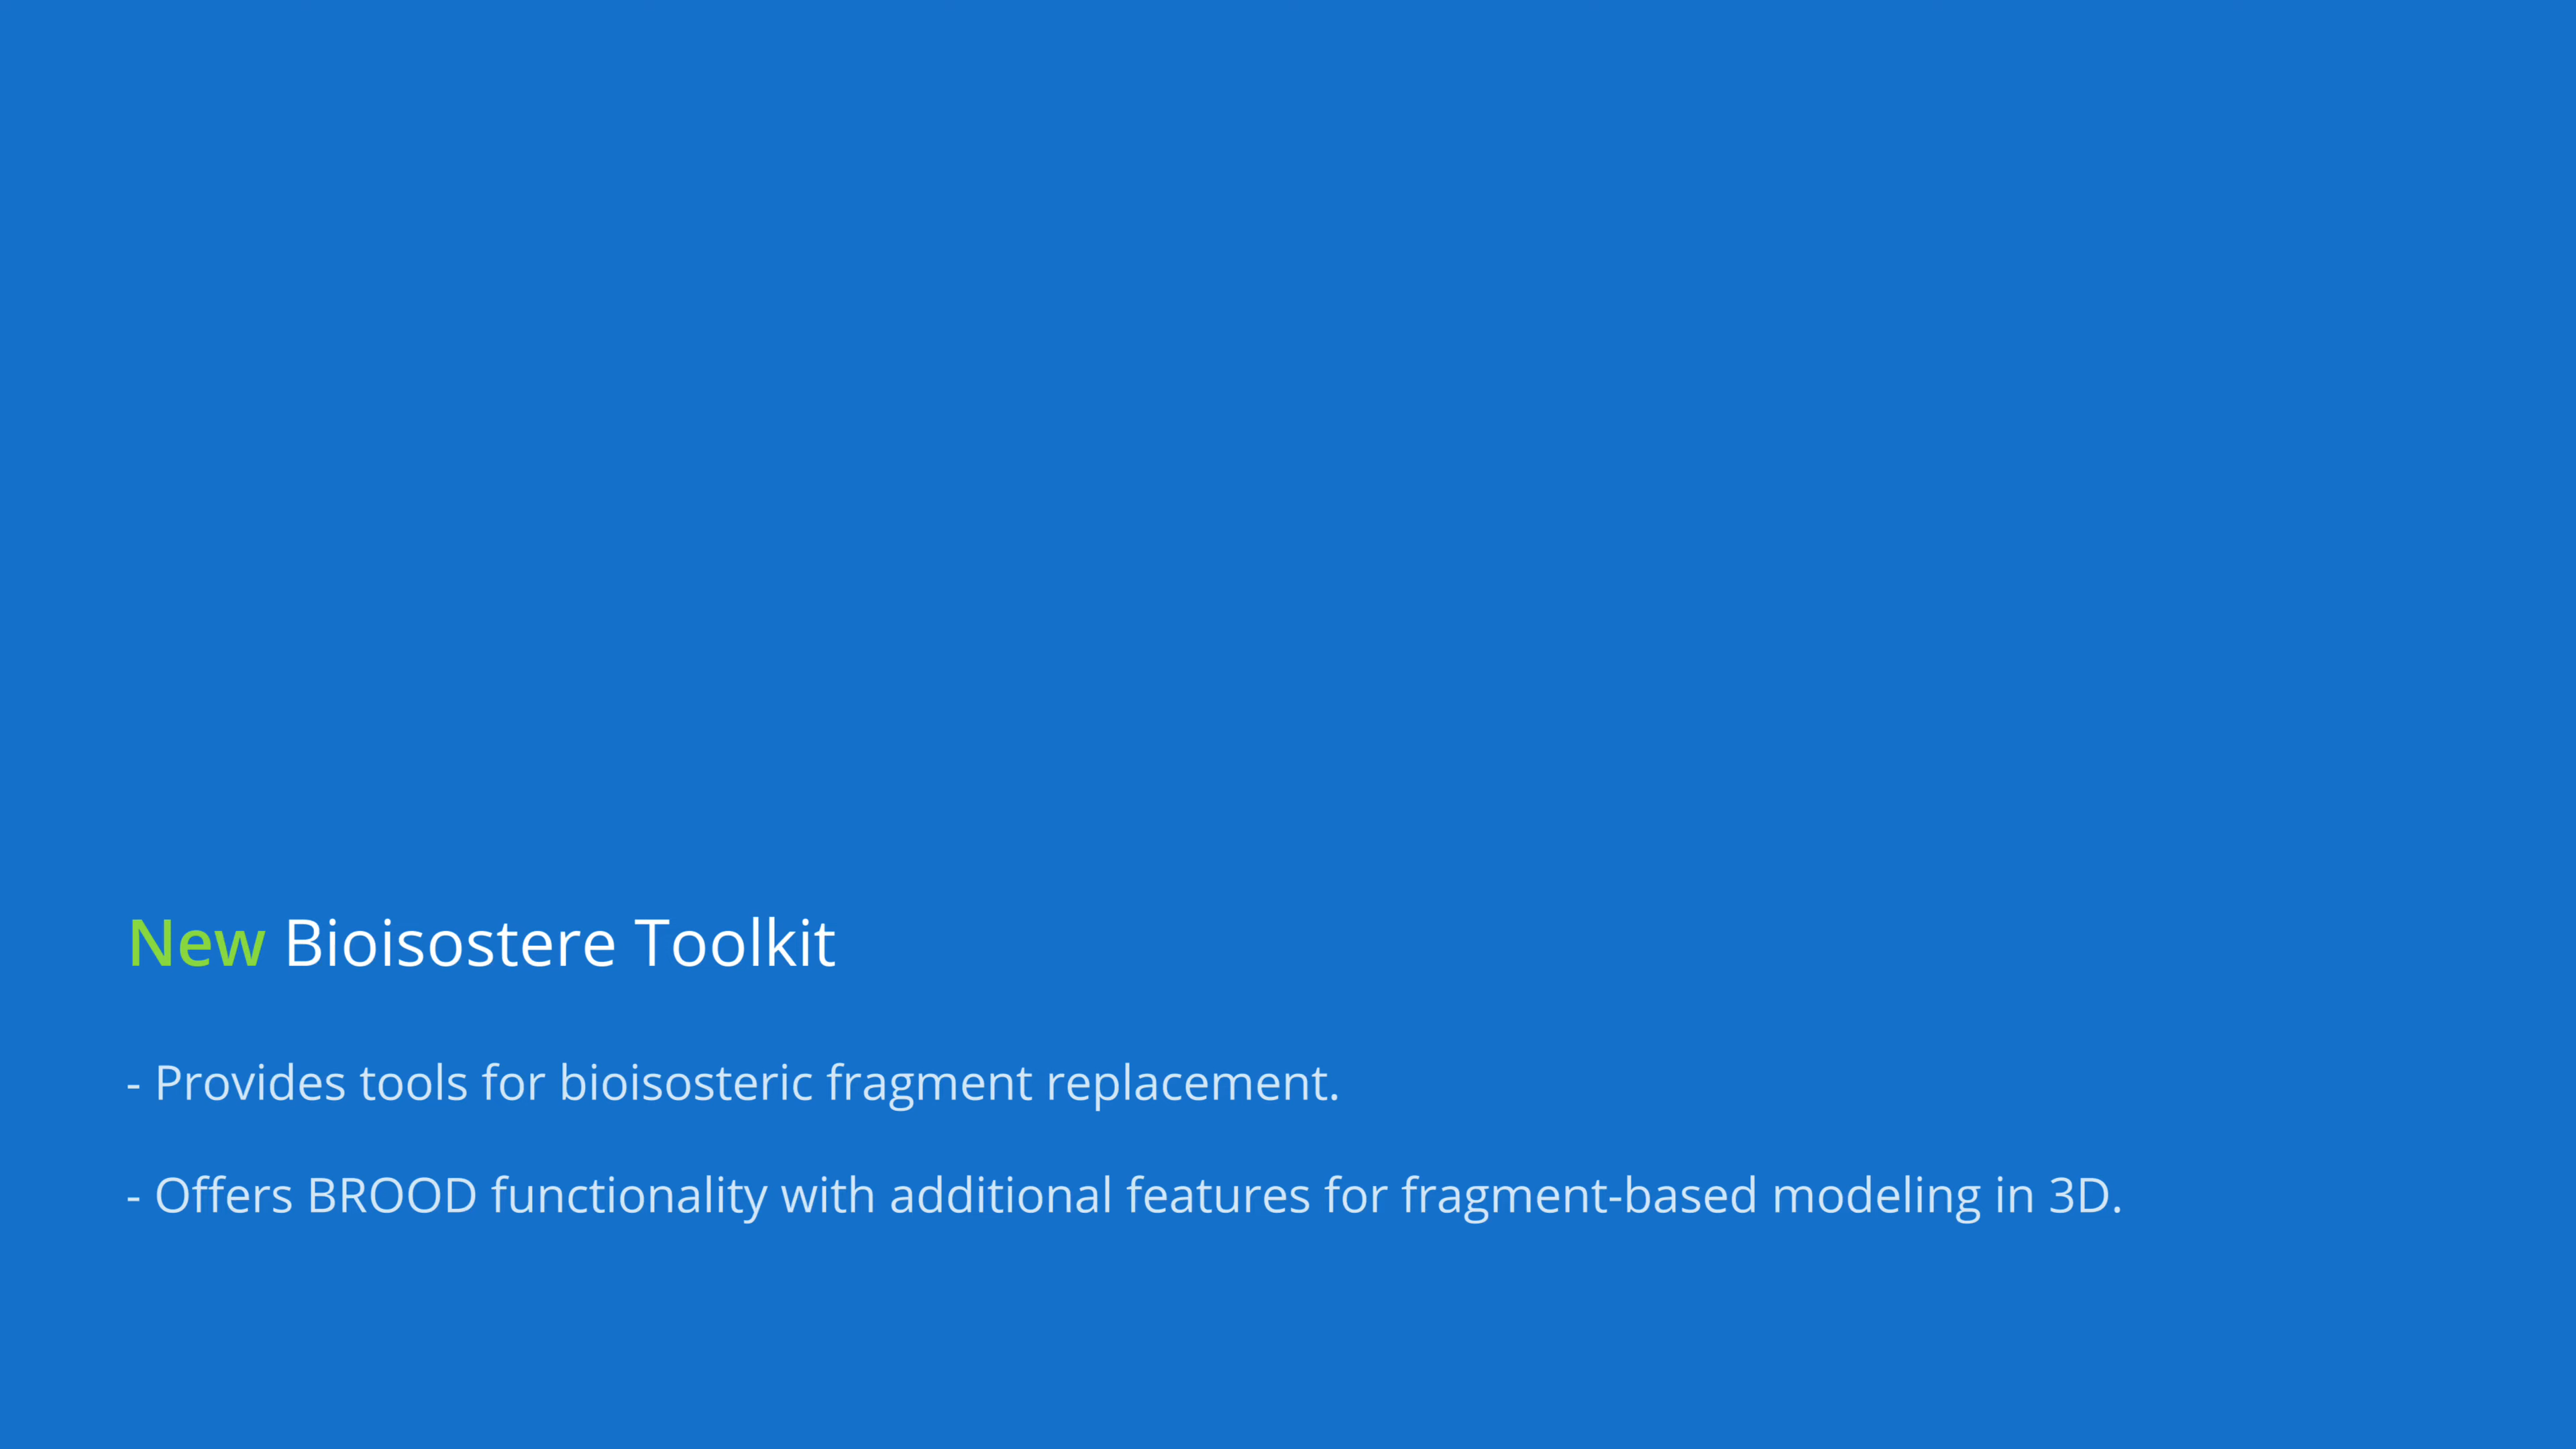 New Bioisostere Toolkit
- Provides tools for bioisosteric fragment replacement.
- Offers BROOD functionality with additional features for fragment-based modeling in 3D.